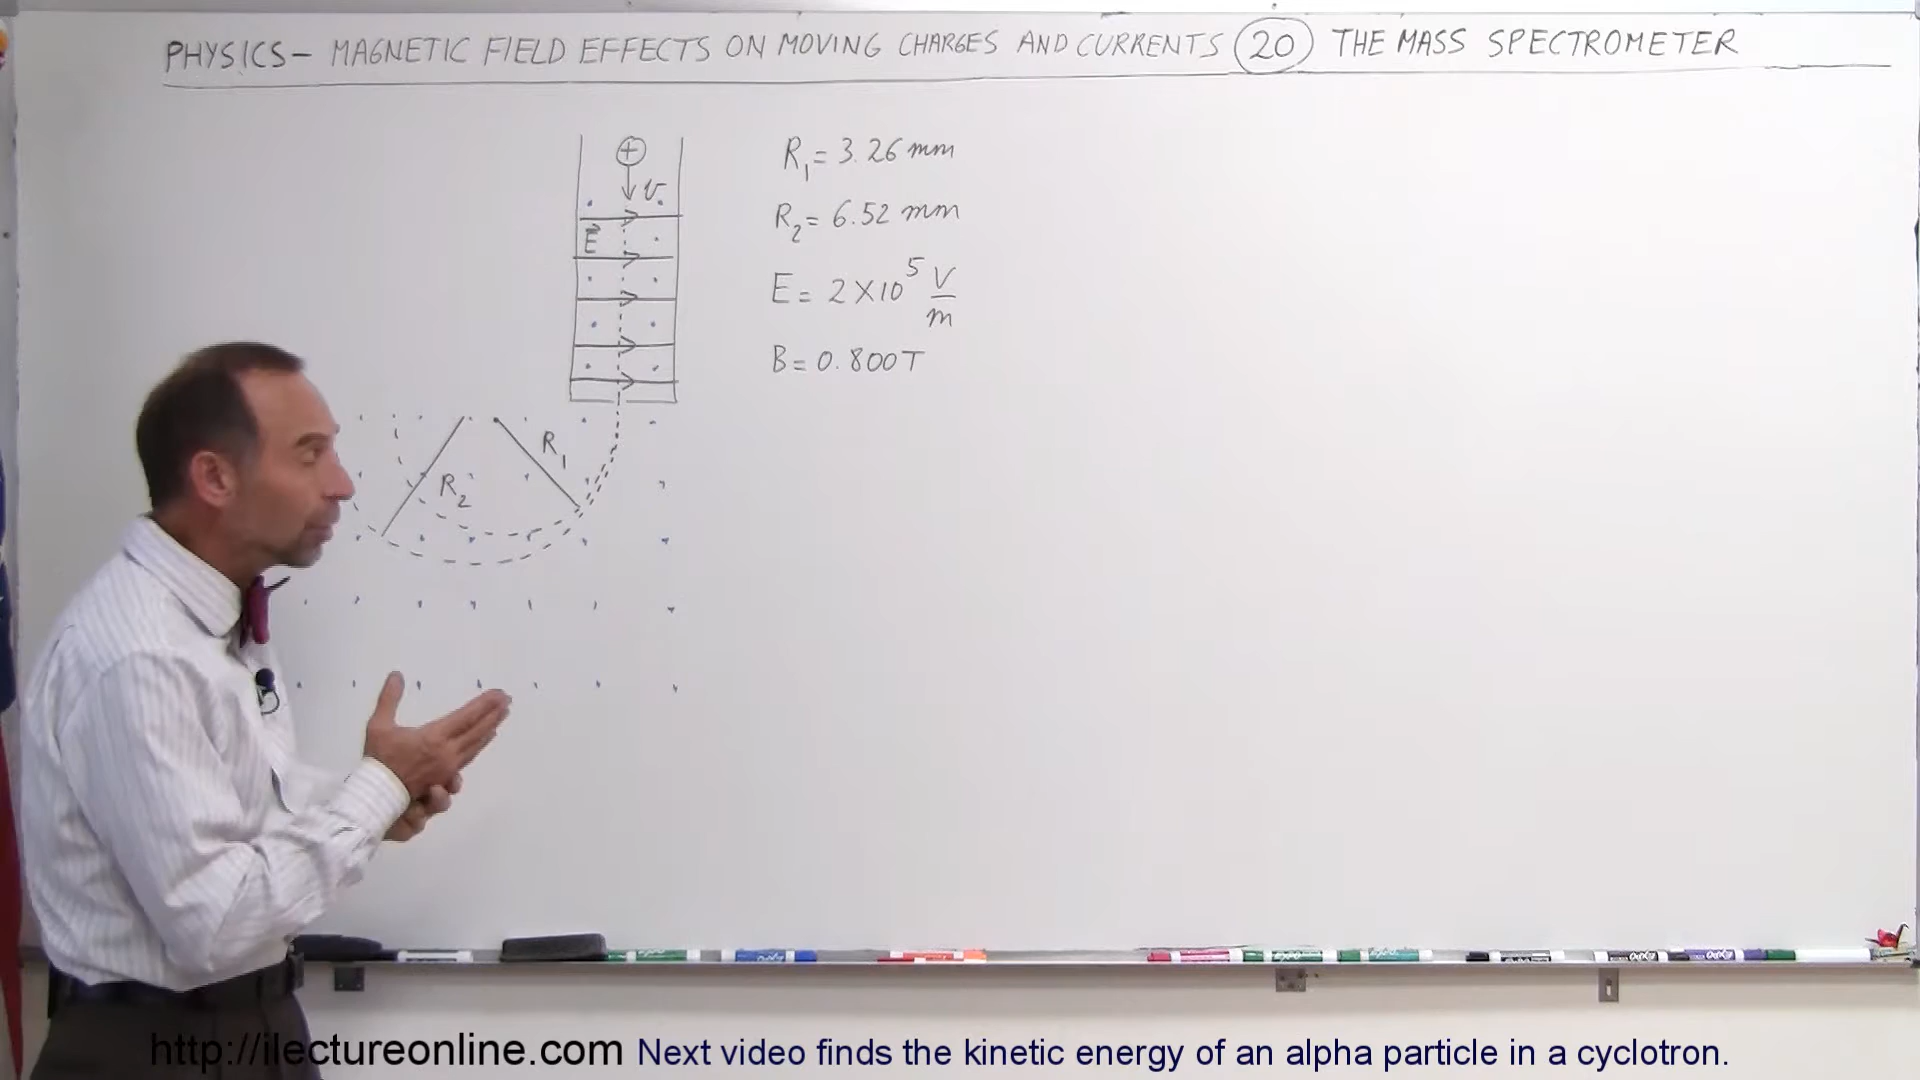 PHYSICS- MAGNETIC FIELD EFFECTS ON MOVING CHARGES AND CURRENTS 20 THE MASS SPECTROMETER
+
v
E
R1 = 3.26 mm
R2 = 6.52 mm
E = 2×10^5 V/m
B = 0.800T
R1
R2
EXPO
http://ilectureonline.com Next video finds the kinetic energy of an alpha particle in a cyclotron.